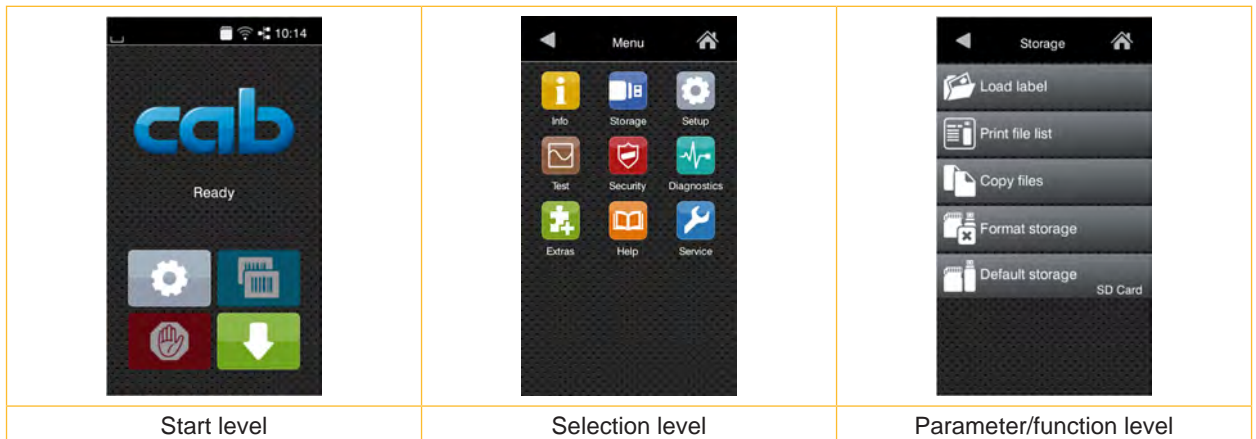 10:14
cab
Ready
Start level
Menu
Info Storage Setup
Test Security Diagnostics
Extras Help Service
Selection level
Storage
Load label
Print file list
Copy files
Format storage
Default storage
SD Card
Parameter/function level